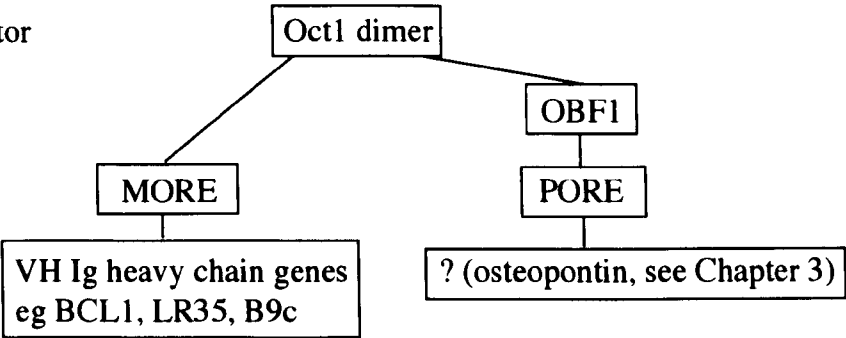 tor
Oct1 dimer
OBF1
MORE
PORE
VH Ig heavy chain genes
eg BCL1, LR35, B9c
? (osteopontin, see Chapter 3)